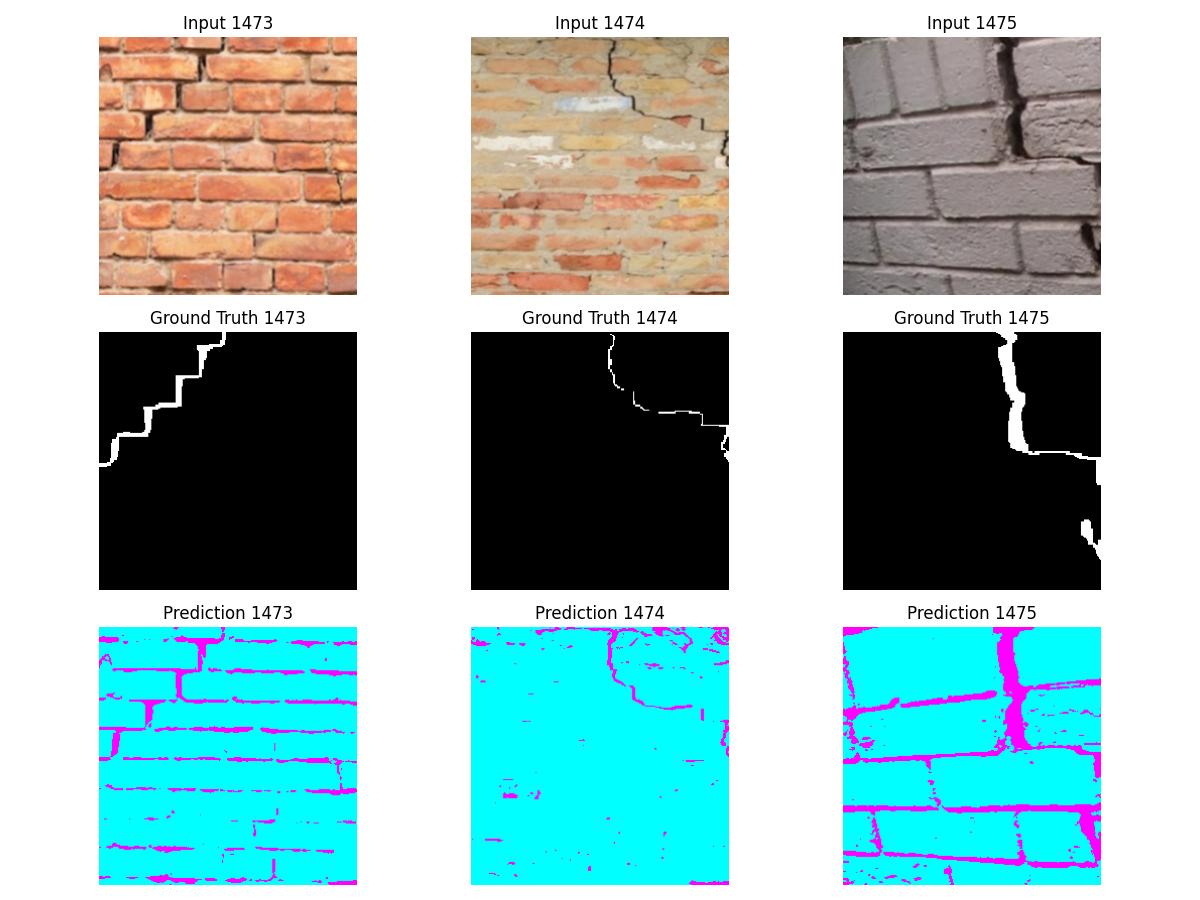 Input 1473
Input 1474
Input 1475
Ground Truth 1473
Ground Truth 1474
Ground Truth 1475
Prediction 1473
Prediction 1474
Prediction 1475